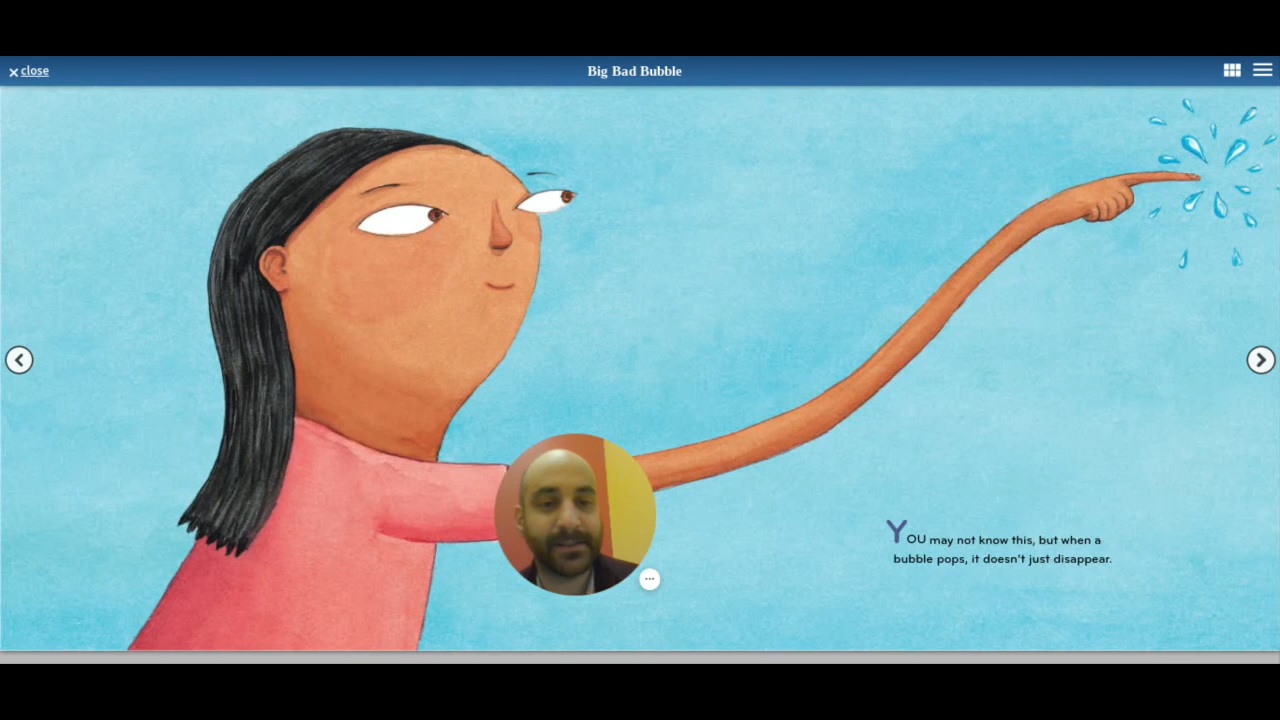 close
Big Bad Bubble
YOU may not know this, but when a
bubble pops, it doesn't just disappear.